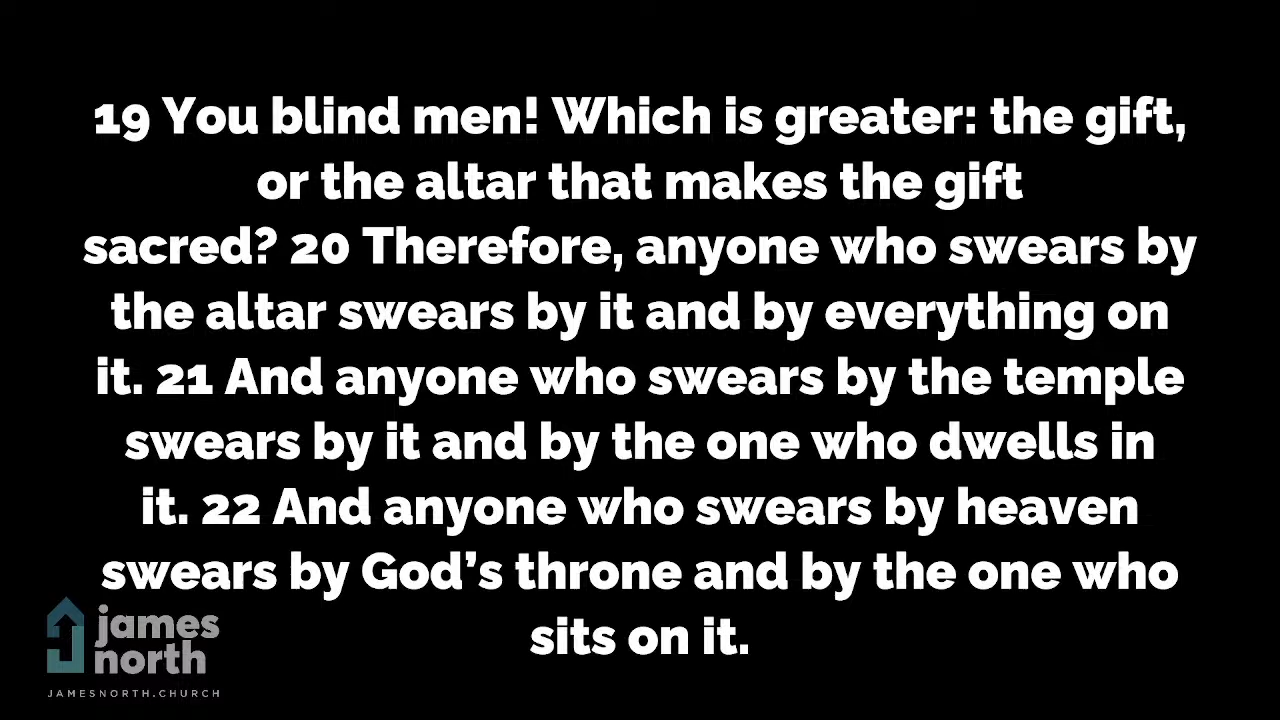 19 You blind men! Which is greater: the gift,
or the altar that makes the gift
sacred? 20 Therefore, anyone who swears by
the altar swears by it and by everything on
it. 21 And anyone who swears by the temple
swears by it and by the one who dwells in
it. 22 And anyone who swears by heaven
swears by God’s throne and by the one who
sits on it.
james
north
JAMESNORTH.CHURCH